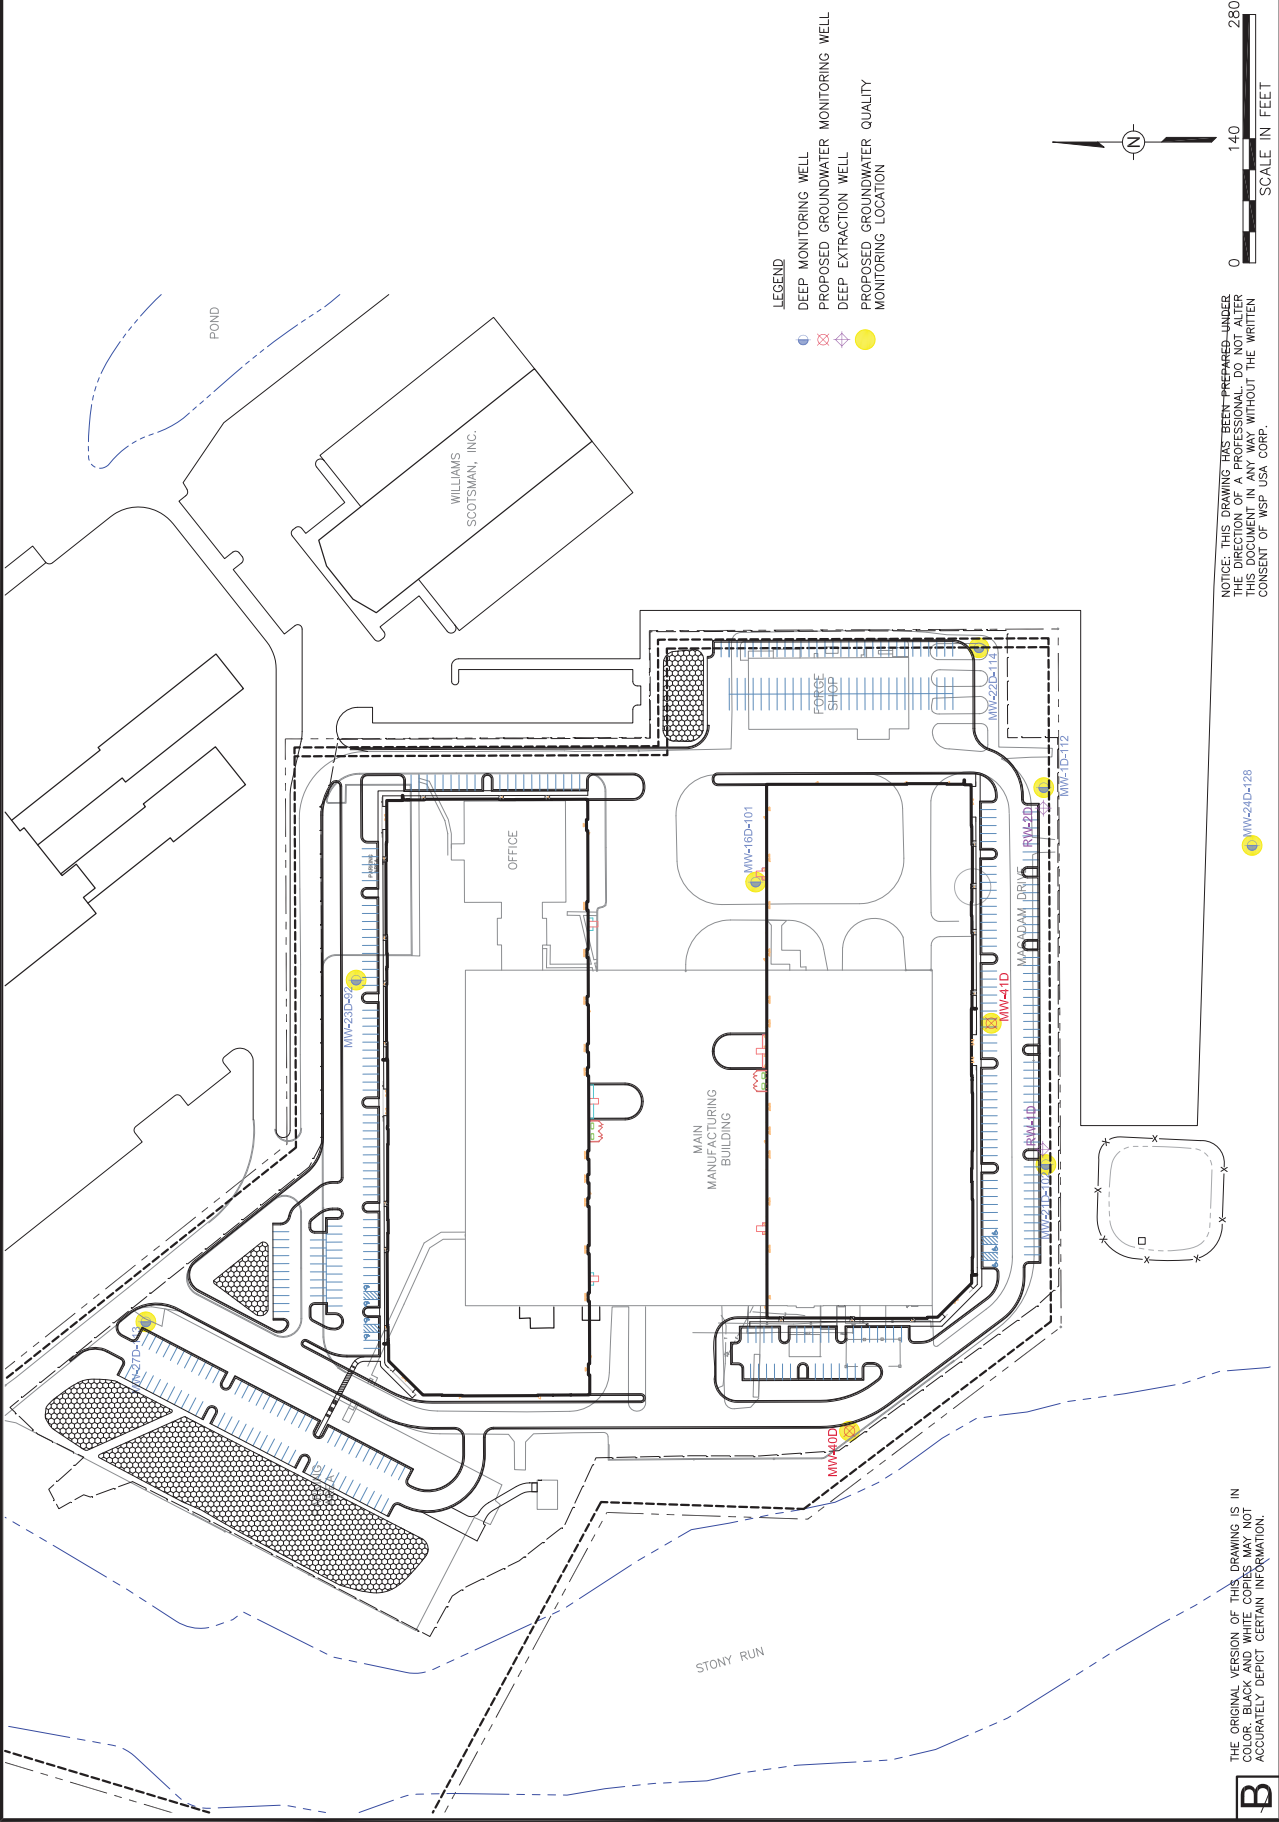 POND
WILLIAMS
SCOTSMAN, INC.
LEGEND
DEEP MONITORING WELL
PROPOSED GROUNDWATER MONITORING WELL
DEEP EXTRACTION WELL
PROPOSED GROUNDWATER QUALITY
MONITORING LOCATION
N
0 140 280
SCALE IN FEET
NOTICE: THIS DRAWING HAS BEEN PREPARED UNDER
THE DIRECTION OF A PROFESSIONAL. DO NOT ALTER
THIS DOCUMENT IN ANY WAY WITHOUT THE WRITTEN
CONSENT OF WSP USA CORP.
FORGE
SHOP
MW-22D-114
MW-1D-112
RW-2D
MW-24D-128
MW-16D-101
OFFICE
MW-23D-92
MACADAM DRIVE
MW-41D
RW-1D
MAIN
MANUFACTURING
BUILDING
MW-40D
STONY RUN
THE ORIGINAL VERSION OF THIS DRAWING IS IN
COLOR. BLACK AND WHITE COPIES MAY NOT
ACCURATELY DEPICT CERTAIN INFORMATION.
B